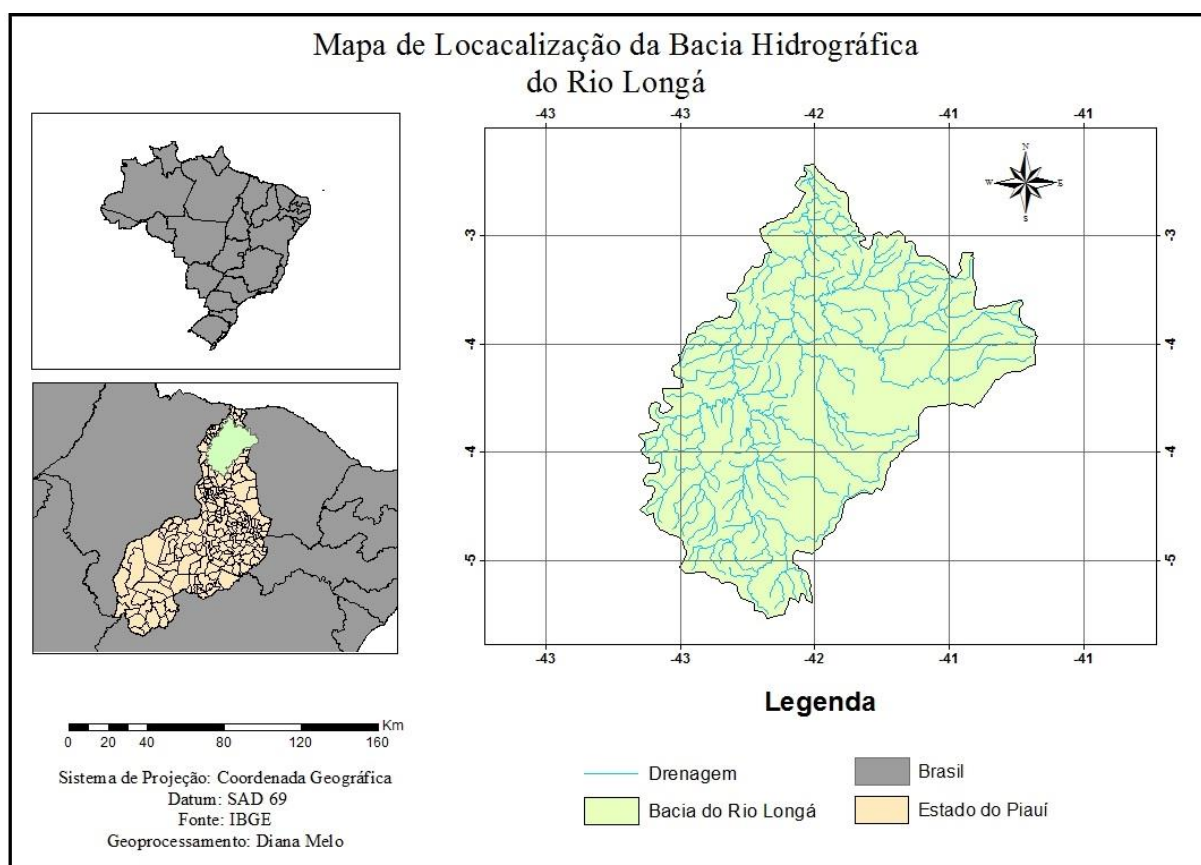 Mapa de Locacalização da Bacia Hidrográfica
do Rio Longá
-43 -43 -42 -41 -41
N
W E
S
-3 -3
-4 -4
-4 -4
-5 -5
-43 -43 -42 -41 -41
Legenda
Drenagem
Bacia do Rio Longá
Brasil
Estado do Piauí
Km
0 20 40 80 120 160
Sistema de Projeção: Coordenada Geográfica
Datum: SAD 69
Fonte: IBGE
Geoprocessamento: Diana Melo